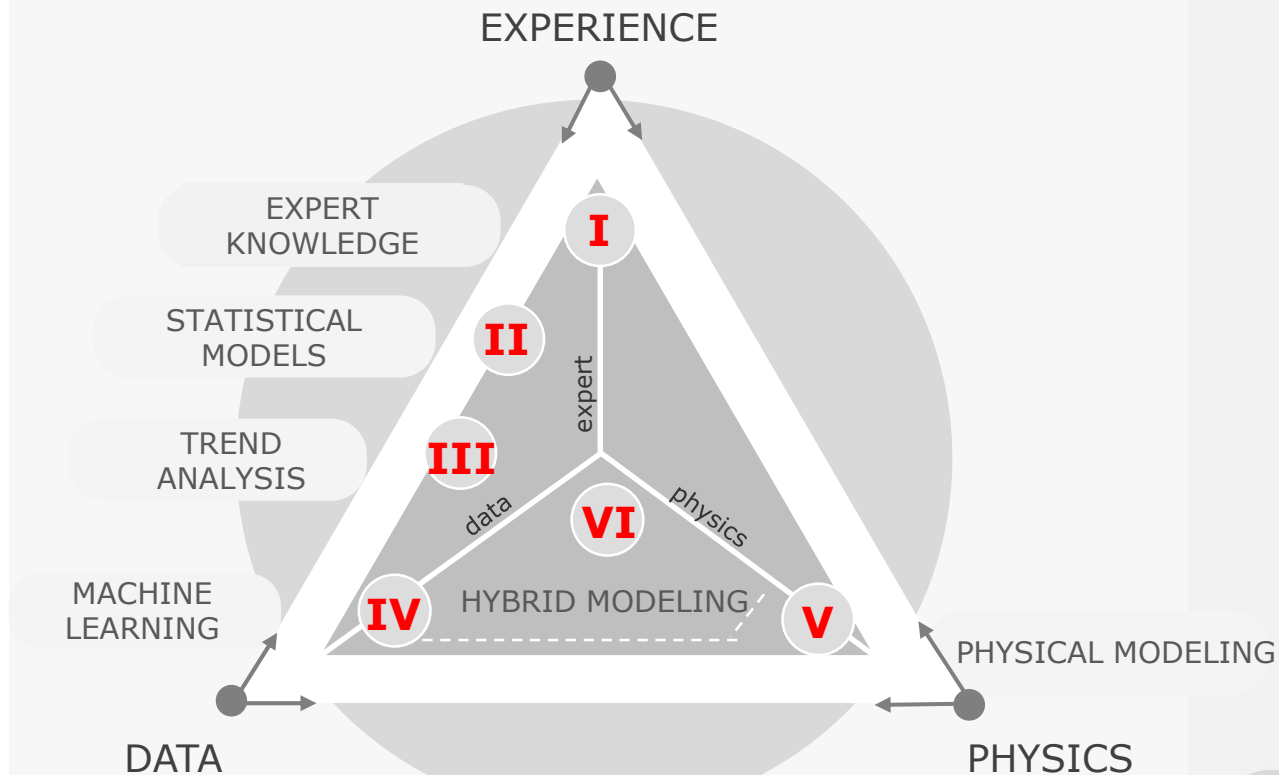 EXPERIENCE
EXPERT
KNOWLEDGE
I
STATISTICAL
MODELS
II
expert
TREND
ANALYSIS
III
data
physics
VI
MACHINE
LEARNING
IV
HYBRID MODELING
V
PHYSICAL MODELING
DATA
PHYSICS